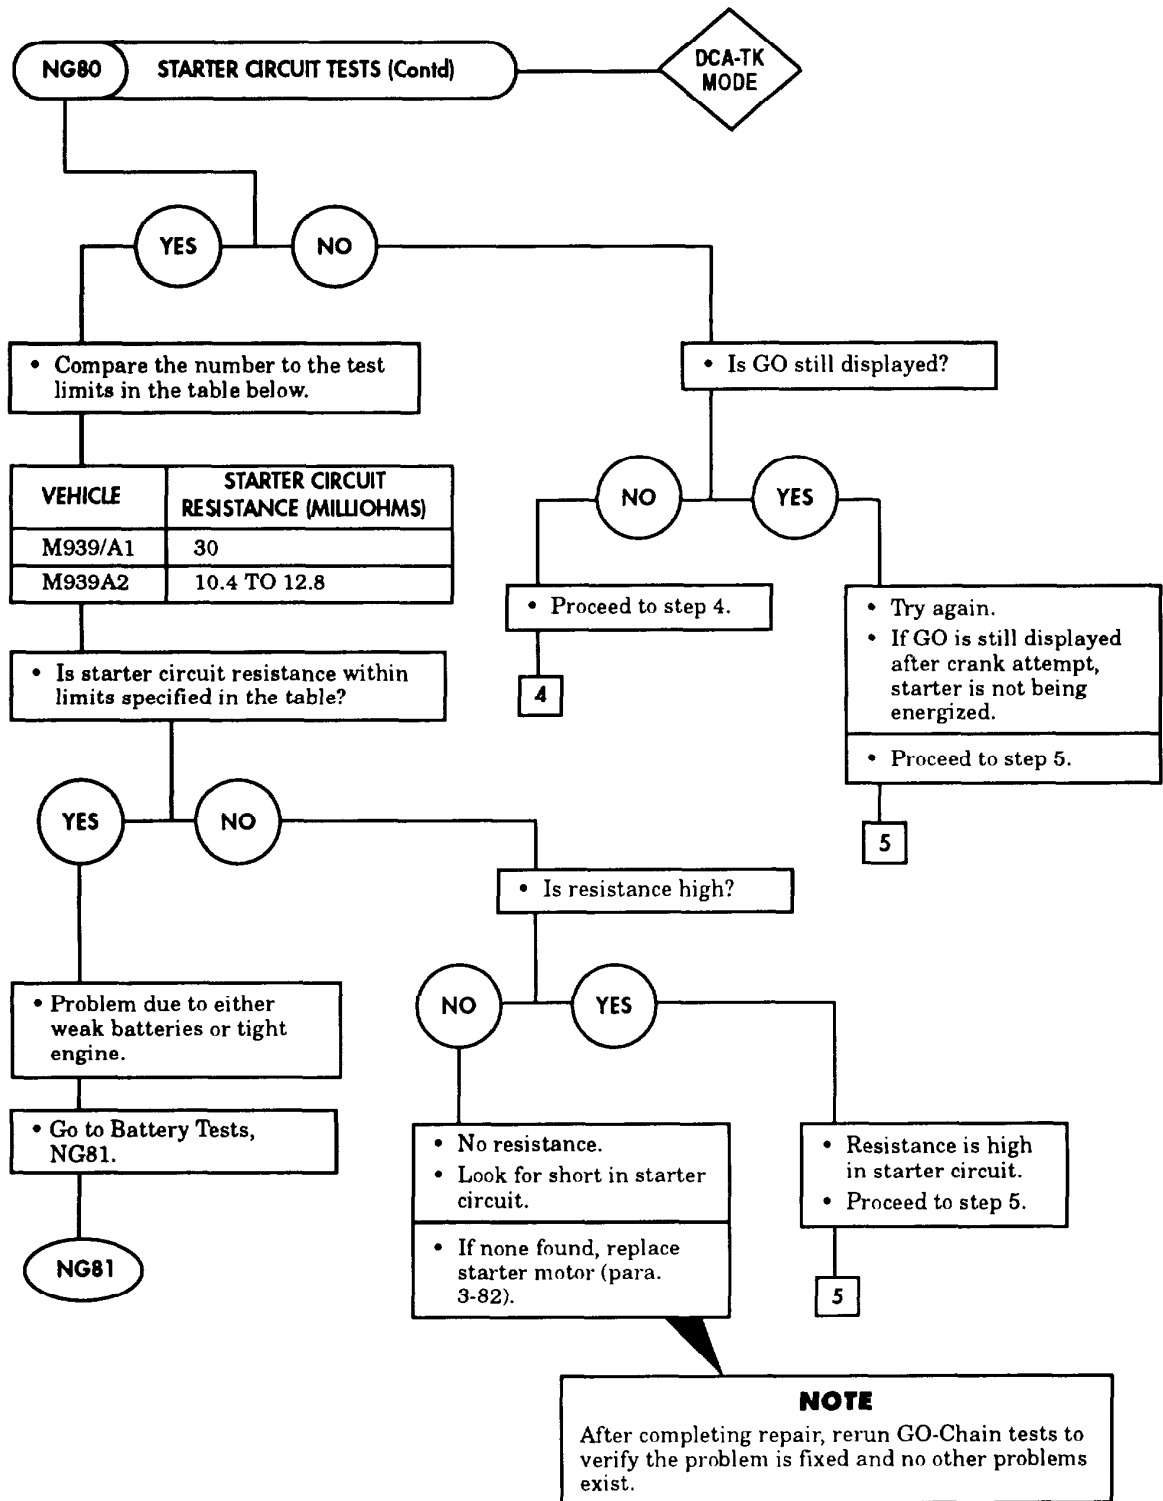 NG80 STARTER CIRCUIT TESTS (Contd)
DCA-TK
MODE
YES
NO
• Compare the number to the test
limits in the table below.
• Is GO still displayed?
VEHICLE
STARTER CIRCUIT
RESISTANCE (MILLIOHMS)
M939/A1 30
M939A2 10.4 TO 12.8
NO
YES
• Proceed to step 4.
4
• Try again.
• If GO is still displayed
after crank attempt,
starter is not being
energized.
• Proceed to step 5.
5
• Is starter circuit resistance within
limits specified in the table?
YES
NO
• Is resistance high?
• Problem due to either
weak batteries or tight
engine.
• Go to Battery Tests,
NG81.
NG81
NO
YES
• No resistance.
• Look for short in starter
circuit.
• If none found, replace
starter motor (para.
3-82).
• Resistance is high
in starter circuit.
• Proceed to step 5.
5
NOTE
After completing repair, rerun GO-Chain tests to
verify the problem is fixed and no other problems
exist.